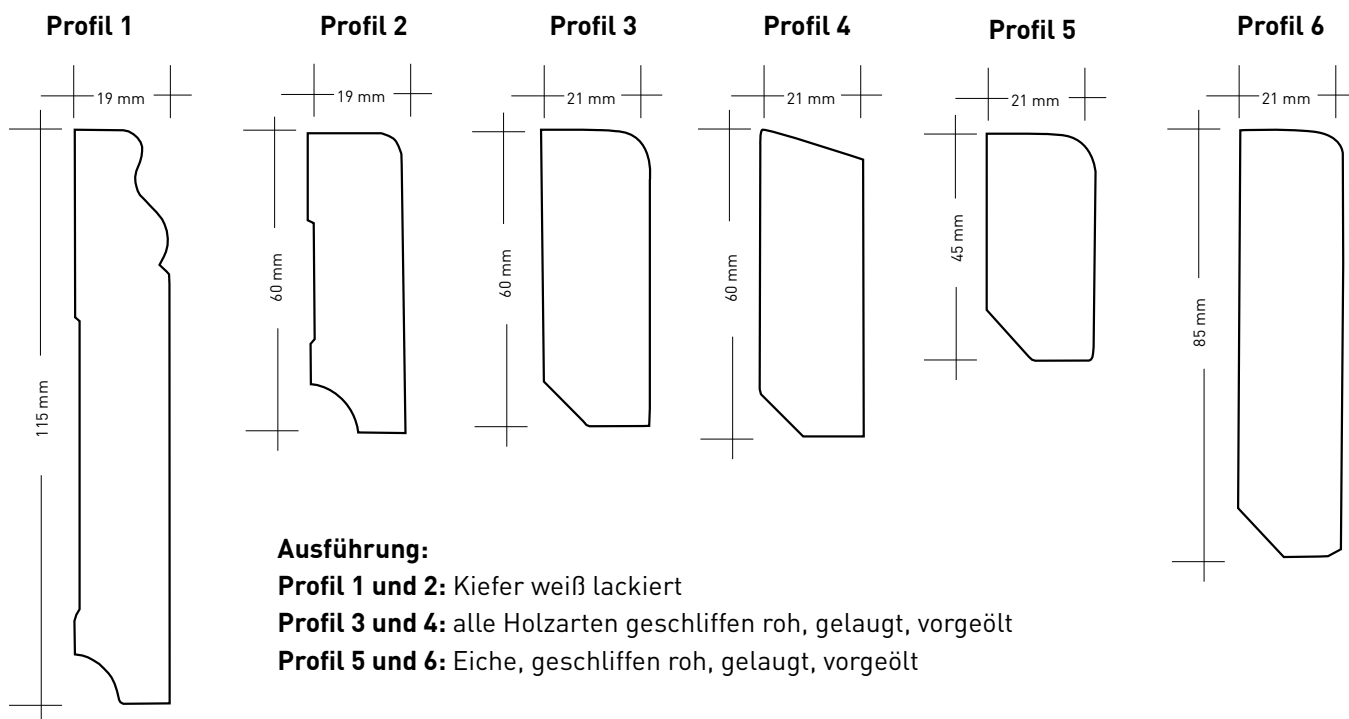 Profil 1
Profil 2
Profil 3
Profil 4
Profil 5
Profil 6
19 mm
19 mm
21 mm
21 mm
21 mm
21 mm
115 mm
60 mm
60 mm
60 mm
45 mm
85 mm
Ausführung:
Profil 1 und 2: Kiefer weiß lackiert
Profil 3 und 4: alle Holzarten geschliffen roh, gelaugt, vorgeölt
Profil 5 und 6: Eiche, geschliffen roh, gelaugt, vorgeölt